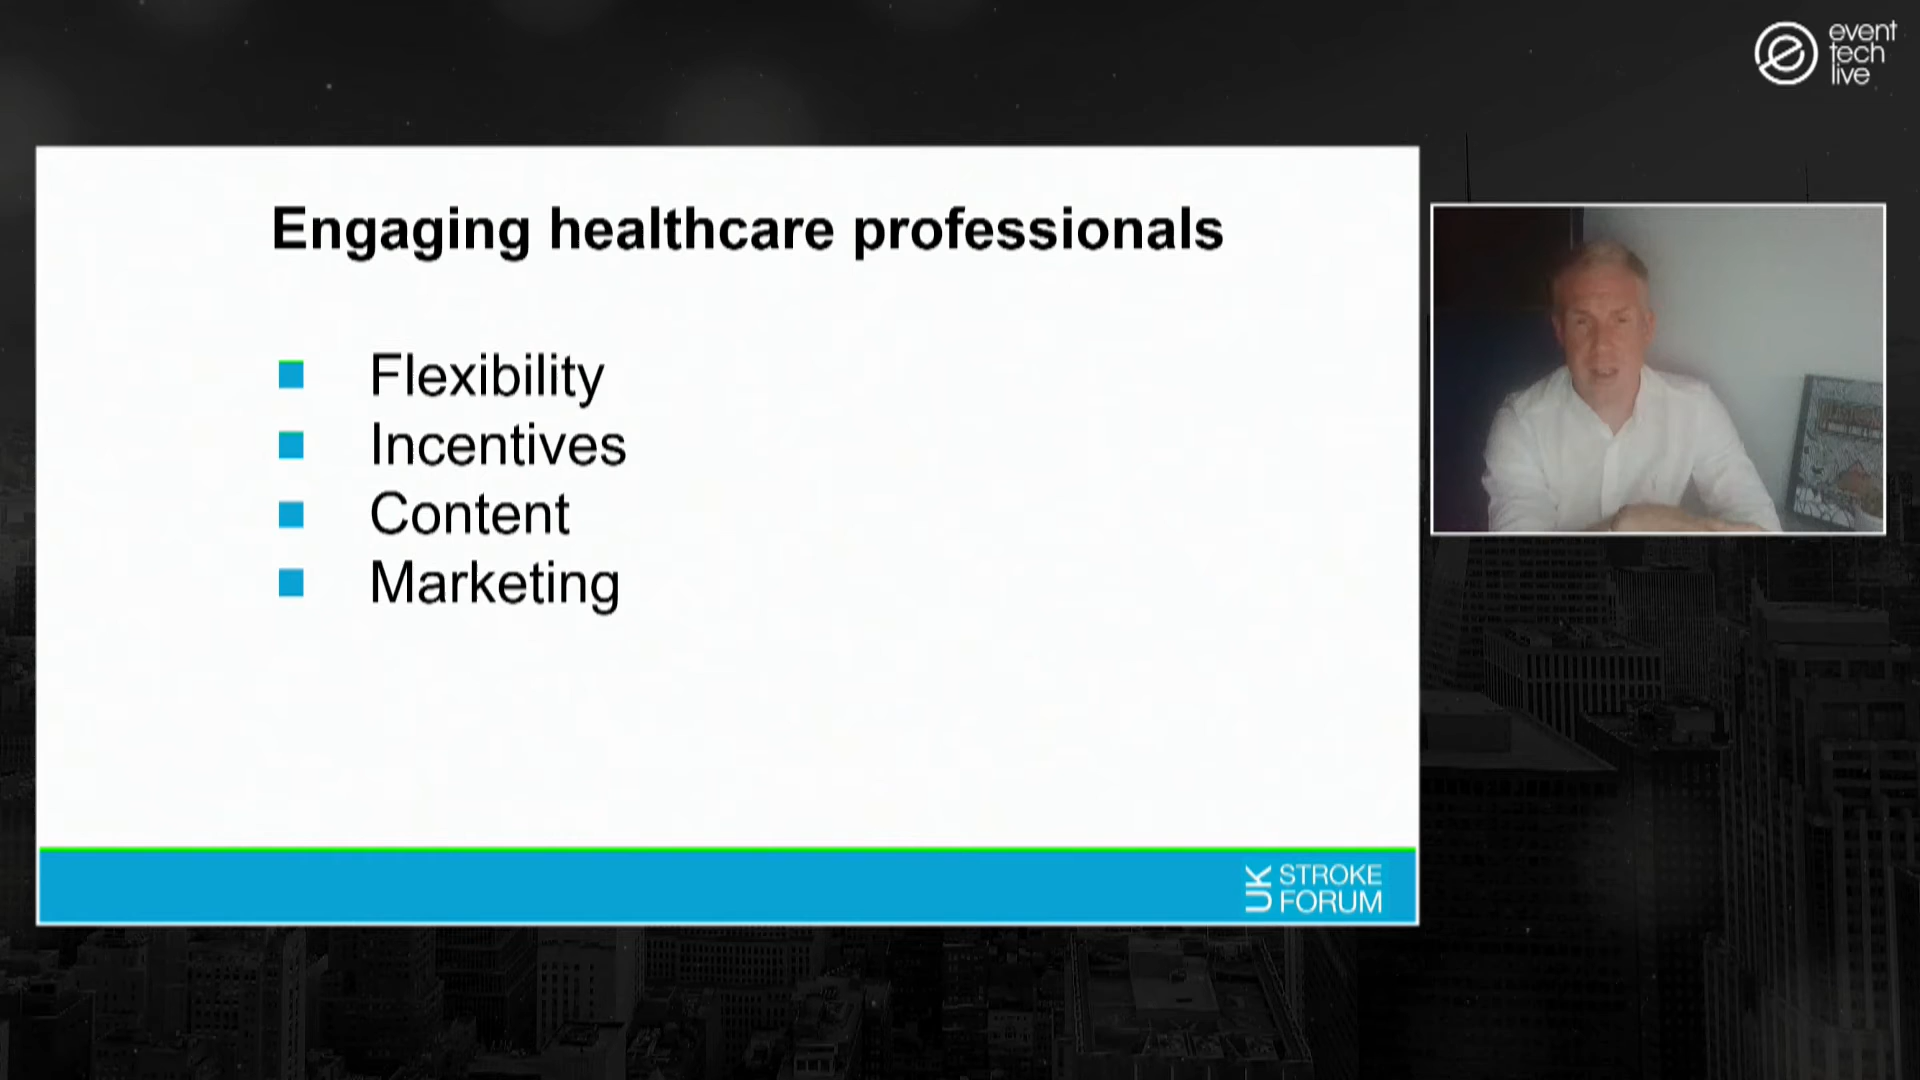 event
tech
live
Engaging healthcare professionals
Flexibility
Incentives
Content
Marketing
UK
STROKE
FORUM